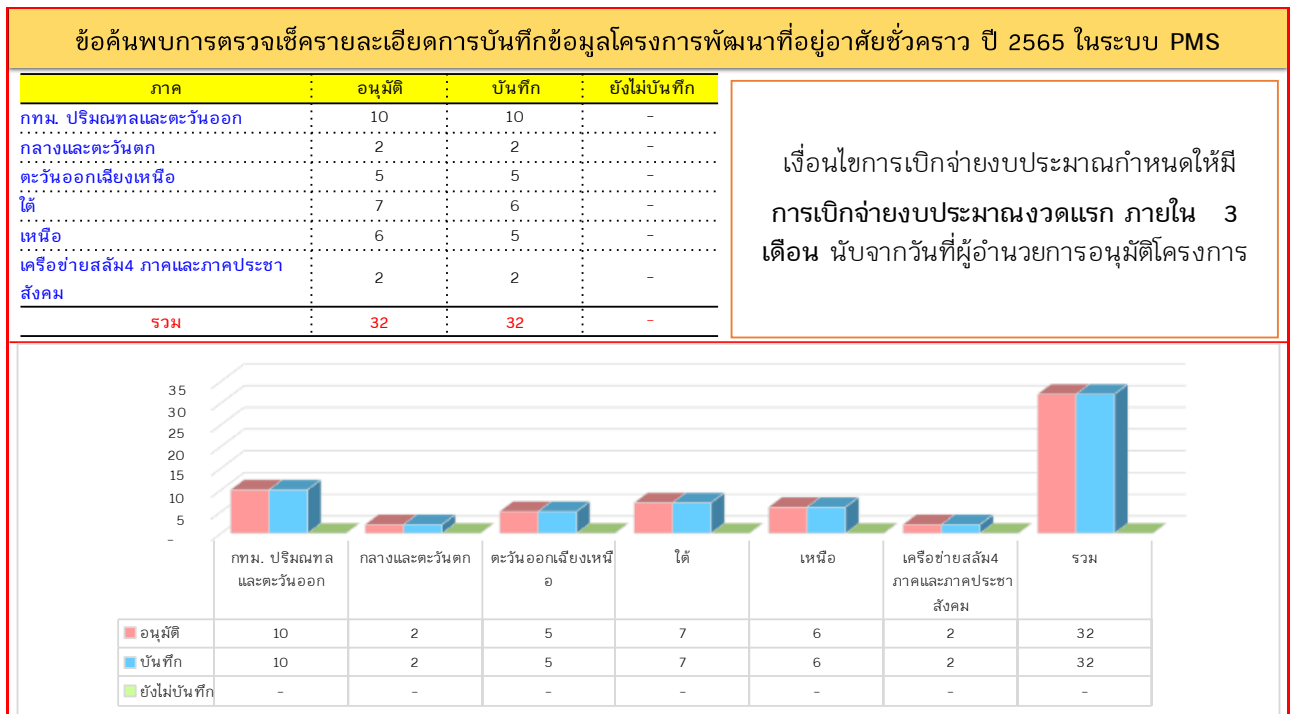 ข้อค้นพบการตรวจเช็ครายละเอียดการบันทึกข้อมูลโครงการพัฒนาที่อยู่อาศัยชั่วคราว ปี 2565 ในระบบ PMS
ภาค อนุมัติ บันทึก ยังไม่บันทึก
กทม. ปริมณฑลและตะวันออก 10 10 -
กลางและตะวันตก 2 2 -
ตะวันออกเฉียงเหนือ 5 5 -
ใต้ 7 6 -
เหนือ 6 5 -
เครือข่ายสลัม4 ภาคและภาคประชา
สังคม 2 2 -
รวม 32 32 -
เงื่อนไขการเบิกจ่ายงบประมาณกำหนดให้มี
การเบิกจ่ายงบประมาณงวดแรก ภายใน 3
เดือน นับจากวันที่ผู้อำนวยการอนุมัติโครงการ
35
30
25
20
15
10
5
-
กทม. ปริมณฑล กลางและตะวันตก ตะวันออกเฉียงเหนื ใต้ เหนือ เครือข่ายสลัม4 รวม
และตะวันออก อ ภาคและภาคประชา
สังคม
อนุมัติ 10 2 5 7 6 2 32
บันทึก 10 2 5 7 6 2 32
ยังไม่บันทึก - - - - - - -